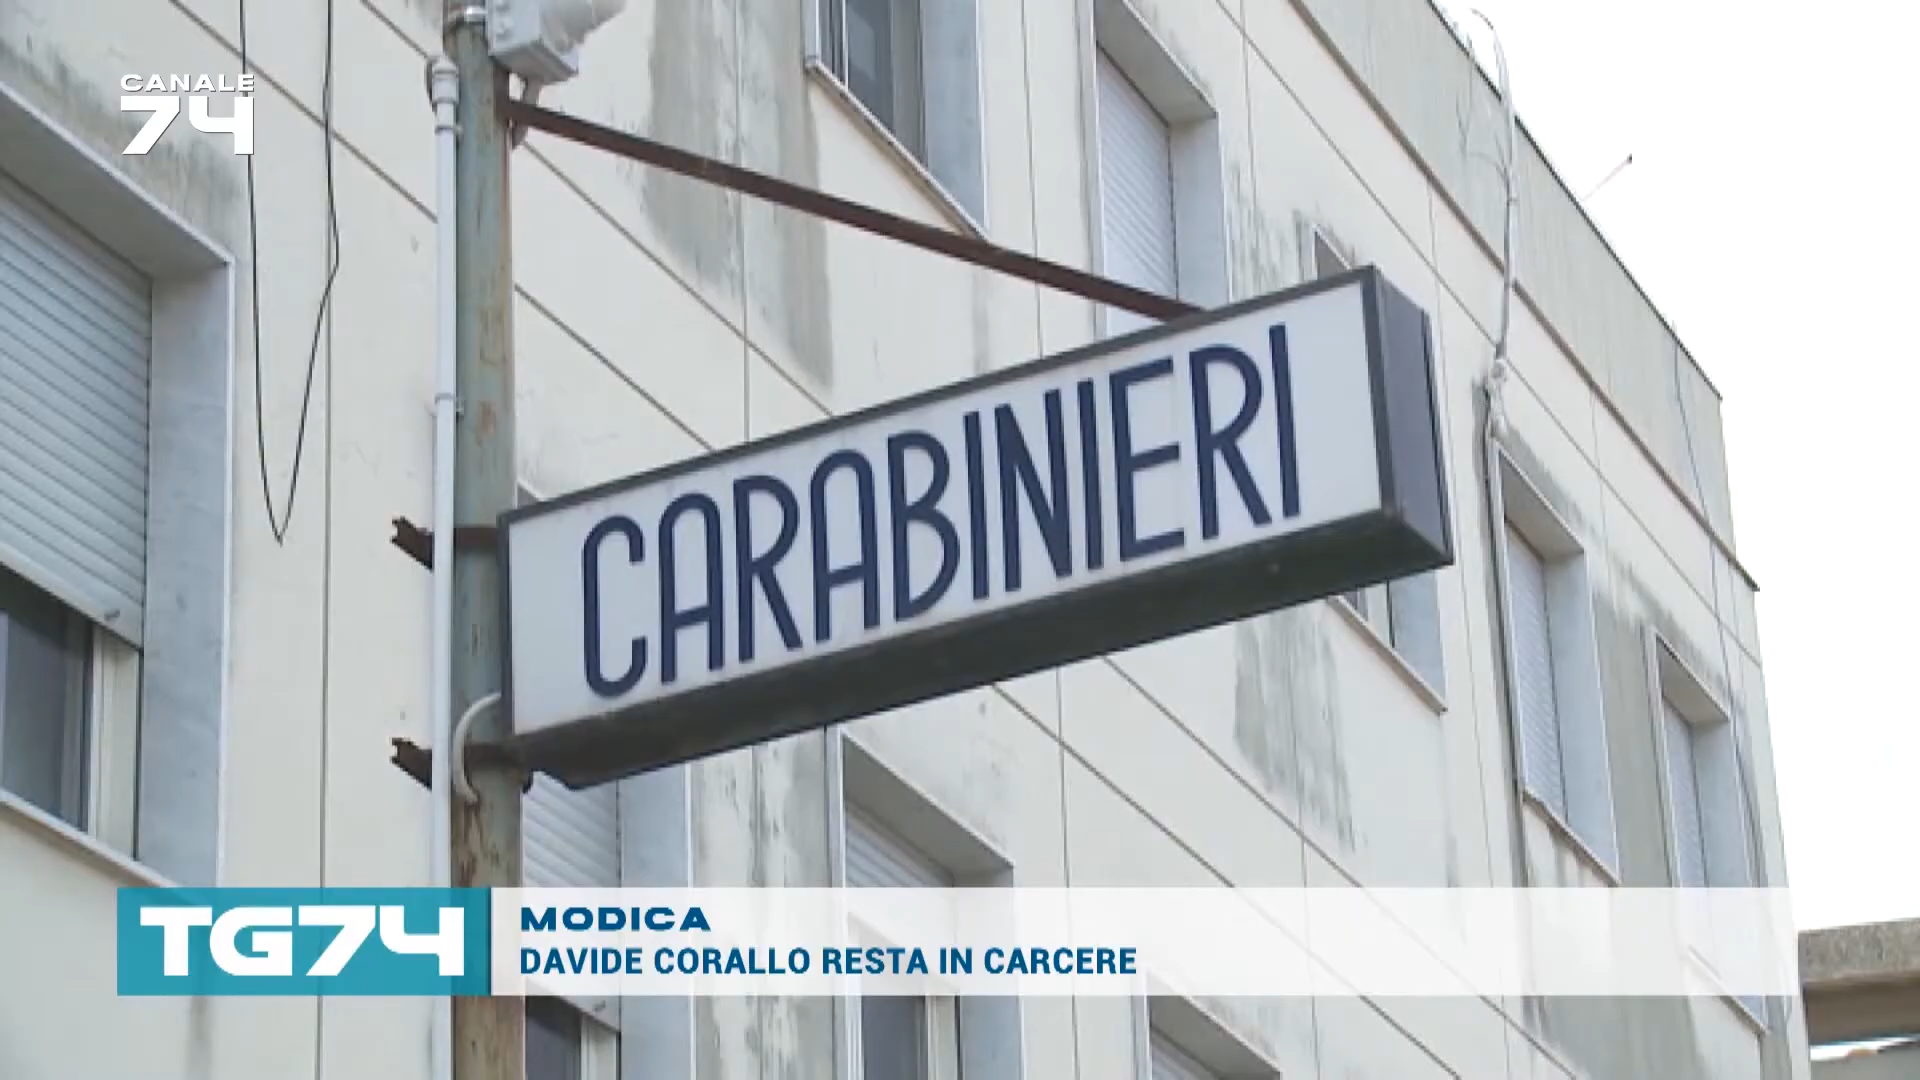 CANALE
74
CARABINIERI
TG74
MODICA
DAVIDE CORALLO RESTA IN CARCERE